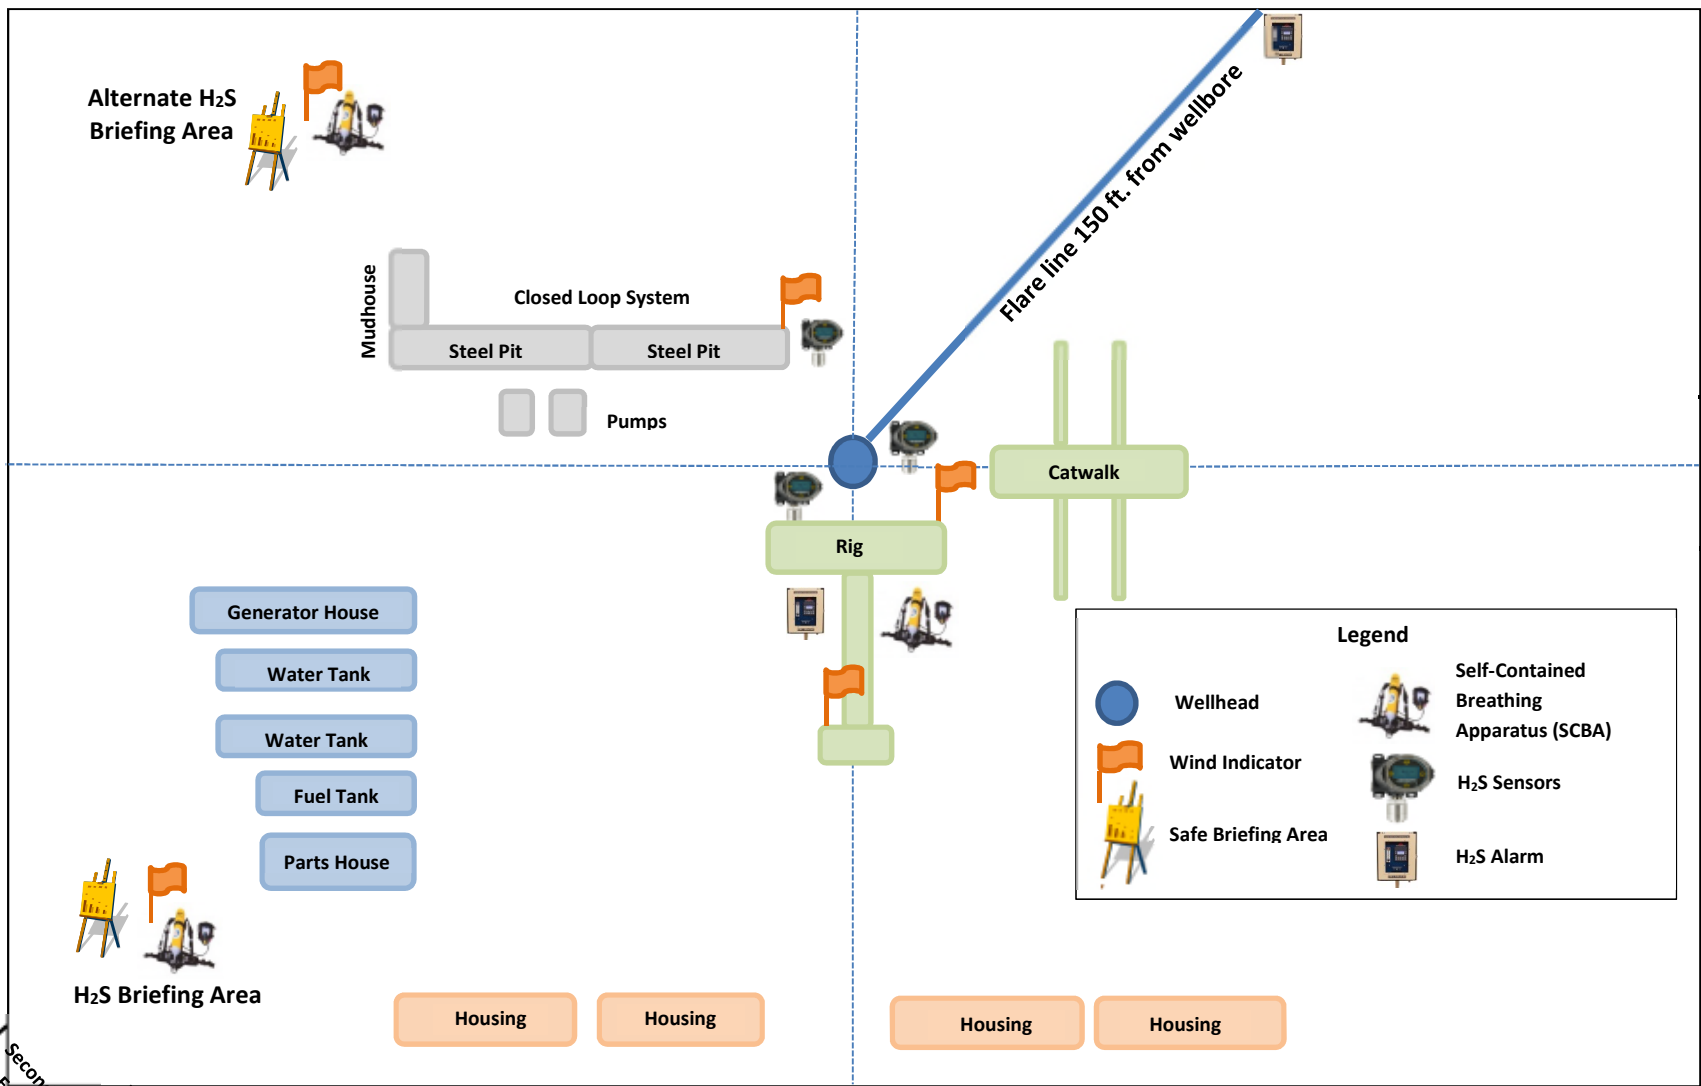 Alternate H₂S
Briefing Area
Flare line 150 ft. from wellbore
Mudhouse
Closed Loop System
Steel Pit
Steel Pit
Pumps
Catwalk
Rig
Generator House
Water Tank
Water Tank
Fuel Tank
Parts House
H₂S Briefing Area
Housing
Housing
Housing
Housing
Legend
Wellhead
Wind Indicator
Safe Briefing Area
Self-Contained
Breathing
Apparatus (SCBA)
H₂S Sensors
H₂S Alarm